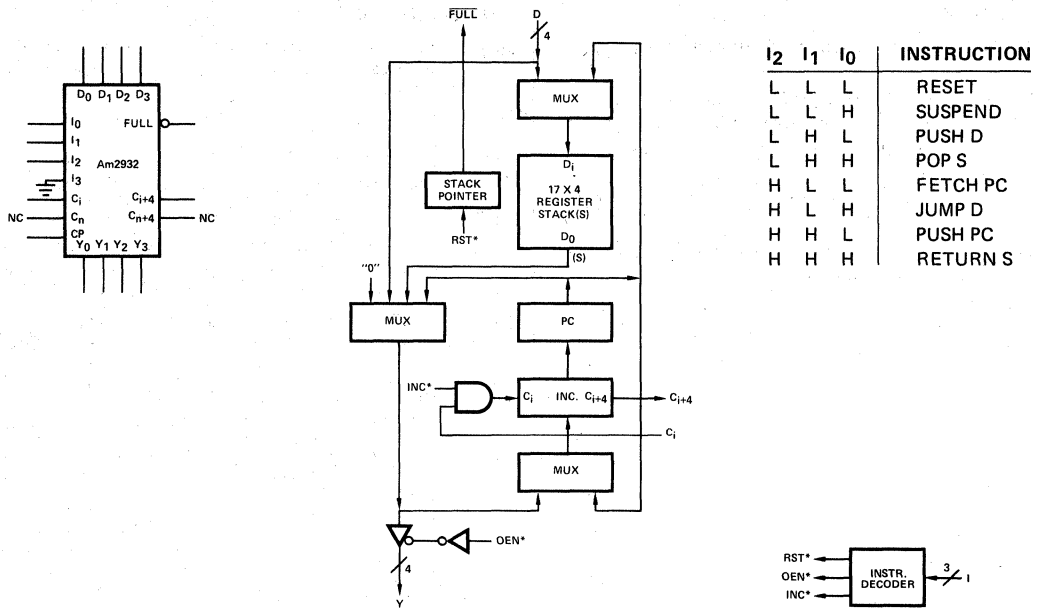 D0 D1 D2 D3
I0
FULL
I1
I2
Am2932
I3
Ci
Ci+4
NC
Cn
Cn+4
NC
CP
Y0 Y1 Y2 Y3
FULL
D
4
MUX
Di
17 X 4
REGISTER
STACK(S)
D0
(S)
STACK
POINTER
RST*
"0"
MUX
PC
INC*
Ci
INC.
Ci+4
Ci+4
Ci
MUX
OEN*
4
Y
I2 I1 I0 INSTRUCTION
L L L RESET
L L H SUSPEND
L H L PUSH D
L H H POP S
H L L FETCH PC
H L H JUMP D
H H L PUSH PC
H H H RETURN S
RST*
OEN*
INC*
INSTR.
DECODER
3
I